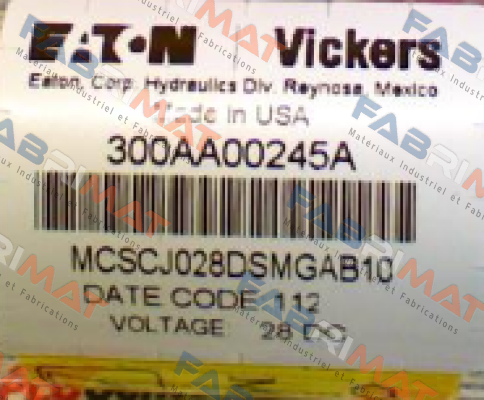 EATON Vickers
Eaton, Corp. Hydraulics Div. Reynosa, Mexico
Made in USA
300AA00245A
MCSCJ028DSMGAB10
DATE CODE 112
VOLTAGE: 28 DC
FABRIMAT
Materiaux Industriel et Fabrications